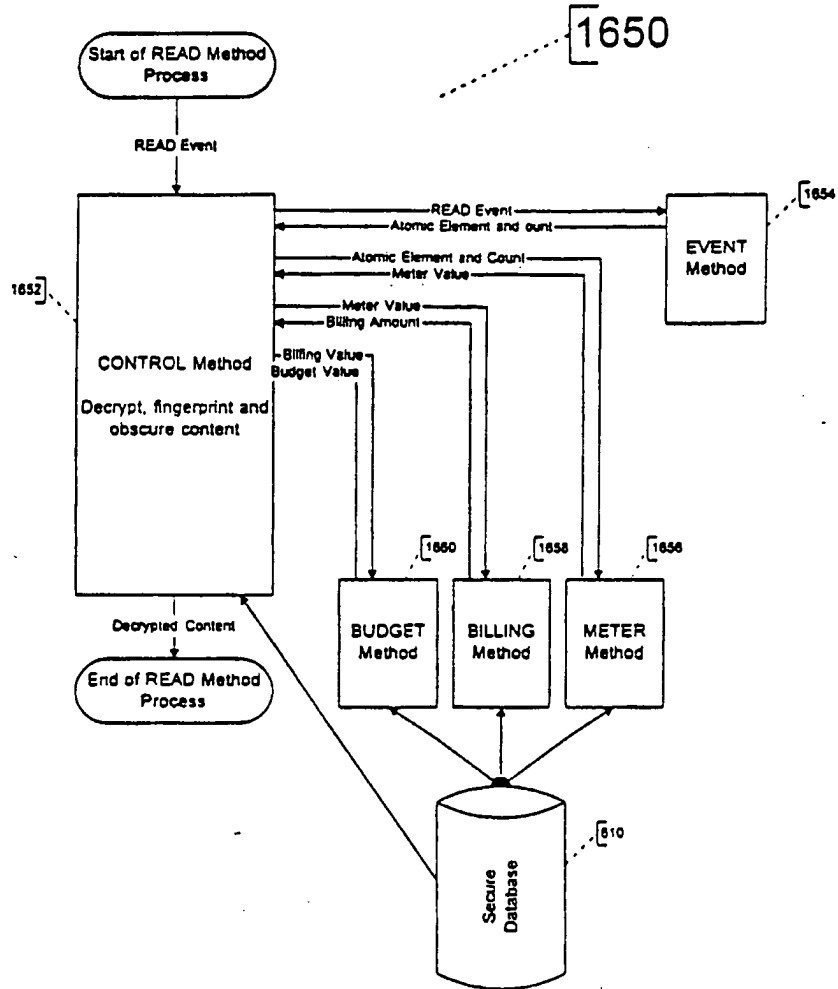 1650
Start of READ Method
Process
READ Event
READ Event
Atomic Element and ount
1654
EVENT
Method
Atomic Element and Count
Meter Value
1652
Meter Value
Billing Amount
CONTROL Method
Billing Value
Budget Value
Decrypt, fingerprint and
obscure content
1660
1658
1656
BUDGET
Method
BILLING
Method
METER
Method
Decrypted Content
End of READ Method
Process
610
Secure
Database